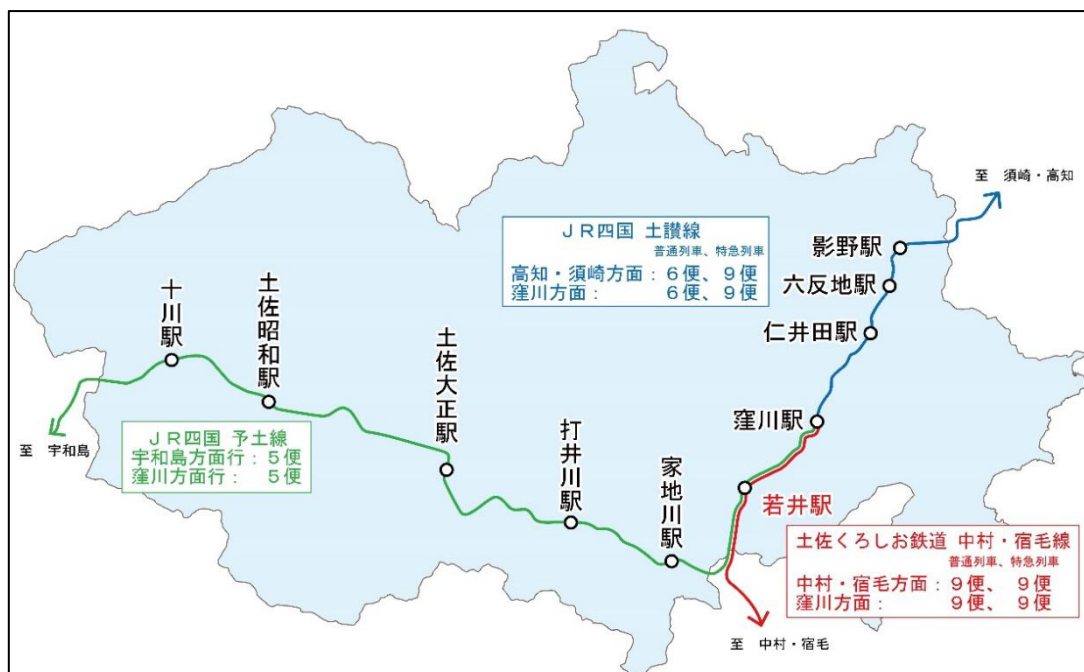 至 須崎・高知
影野駅
六反地駅
仁井田駅
窪川駅
若井駅
ＪＲ四国 土讃線
普通列車、特急列車
高知・須崎方面：６便、９便
窪川方面：　　　６便、９便
十川駅
土佐昭和駅
土佐大正駅
打井川駅
家地川駅
至 宇和島
ＪＲ四国 予土線
宇和島方面行：５便
窪川方面行：　５便
土佐くろしお鉄道 中村・宿毛線
普通列車、特急列車
中村・宿毛方面：９便、９便
窪川方面：　　　９便、９便
至 中村・宿毛